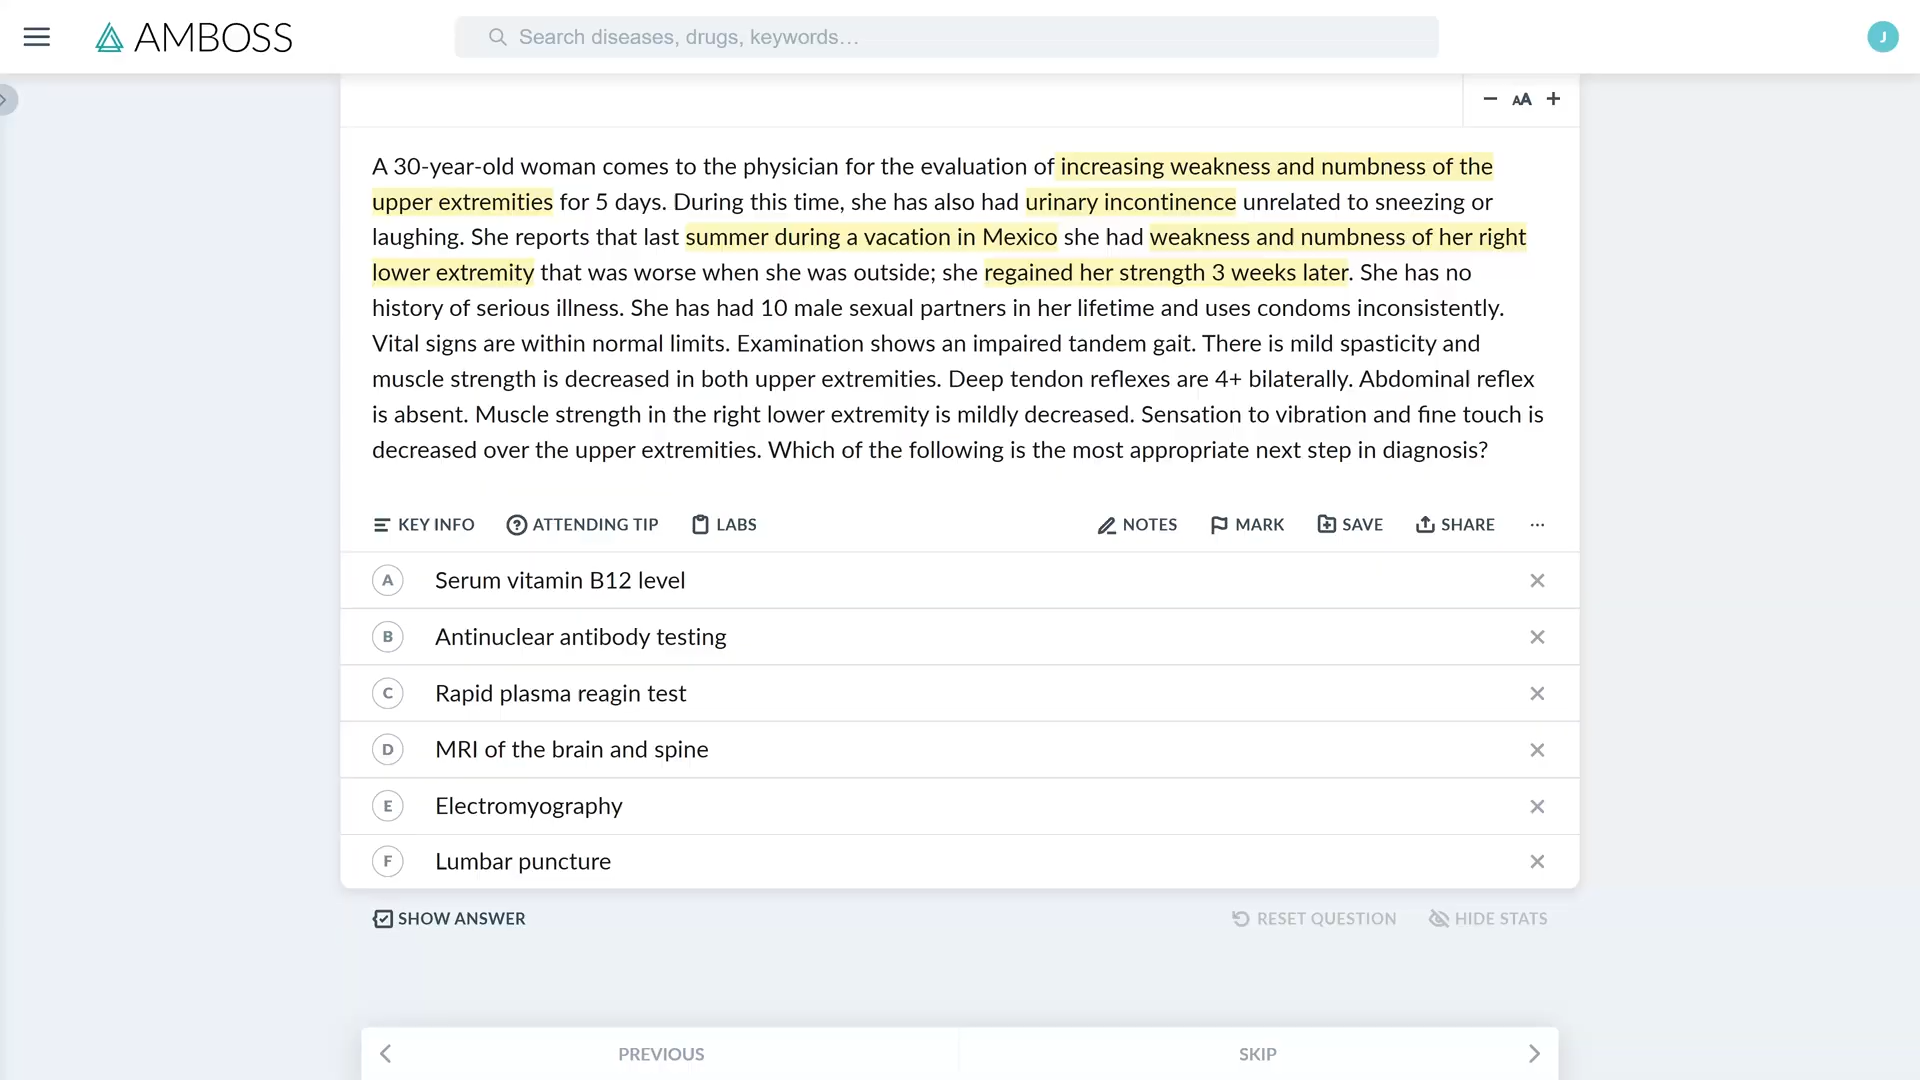 AMBOSS
Search diseases, drugs, keywords...
J
AA
A 30-year-old woman comes to the physician for the evaluation of increasing weakness and numbness of the
upper extremities for 5 days. During this time, she has also had urinary incontinence unrelated to sneezing or
laughing. She reports that last summer during a vacation in Mexico she had weakness and numbness of her right
lower extremity that was worse when she was outside; she regained her strength 3 weeks later. She has no
history of serious illness. She has had 10 male sexual partners in her lifetime and uses condoms inconsistently.
Vital signs are within normal limits. Examination shows an impaired tandem gait. There is mild spasticity and
muscle strength is decreased in both upper extremities. Deep tendon reflexes are 4+ bilaterally. Abdominal reflex
is absent. Muscle strength in the right lower extremity is mildly decreased. Sensation to vibration and fine touch is
decreased over the upper extremities. Which of the following is the most appropriate next step in diagnosis?
KEY INFO ATTENDING TIP LABS NOTES MARK SAVE SHARE ...
A Serum vitamin B12 level
B Antinuclear antibody testing
C Rapid plasma reagin test
D MRI of the brain and spine
E Electromyography
F Lumbar puncture
SHOW ANSWER RESET QUESTION HIDE STATS
PREVIOUS SKIP